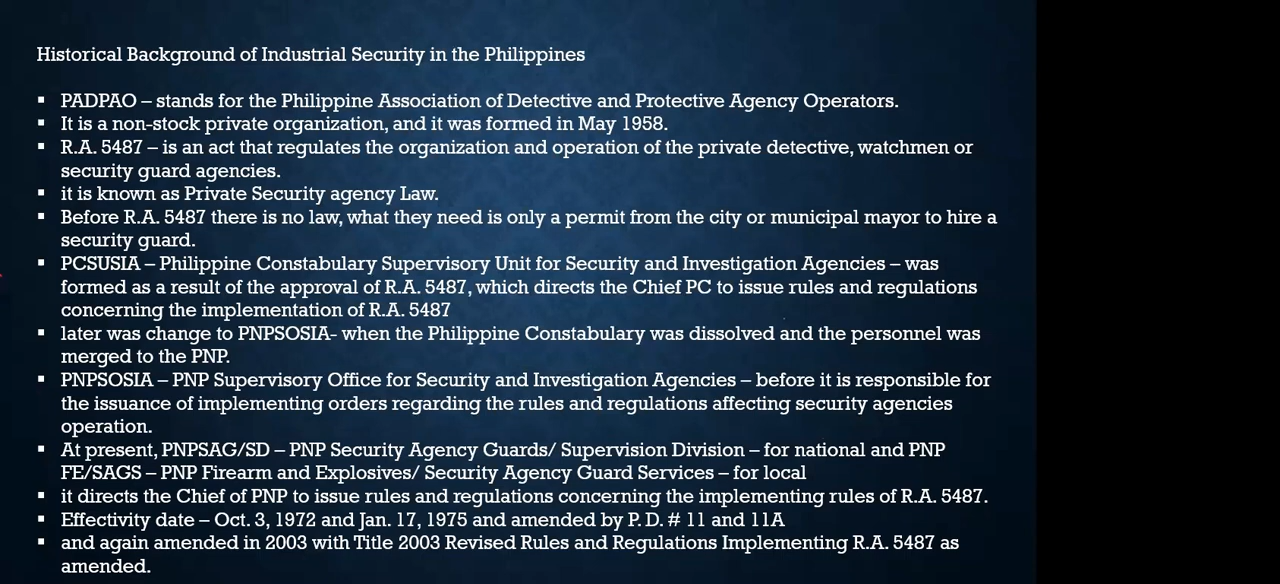 Historical Background of Industrial Security in the Philippines
▪ PADPAO – stands for the Philippine Association of Detective and Protective Agency Operators.
▪ It is a non-stock private organization, and it was formed in May 1958.
▪ R.A. 5487 – is an act that regulates the organization and operation of the private detective, watchmen or
security guard agencies.
▪ it is known as Private Security agency Law.
▪ Before R.A. 5487 there is no law, what they need is only a permit from the city or municipal mayor to hire a
security guard.
▪ PCSUSIA – Philippine Constabulary Supervisory Unit for Security and Investigation Agencies – was
formed as a result of the approval of R.A. 5487, which directs the Chief PC to issue rules and regulations
concerning the implementation of R.A. 5487
▪ later was change to PNPSOSIA- when the Philippine Constabulary was dissolved and the personnel was
merged to the PNP.
▪ PNPSOSIA – PNP Supervisory Office for Security and Investigation Agencies – before it is responsible for
the issuance of implementing orders regarding the rules and regulations affecting security agencies
operation.
▪ At present, PNPSAG/SD – PNP Security Agency Guards/ Supervision Division – for national and PNP
FE/SAGS – PNP Firearm and Explosives/ Security Agency Guard Services – for local
▪ it directs the Chief of PNP to issue rules and regulations concerning the implementing rules of R.A. 5487.
▪ Effectivity date – Oct. 3, 1972 and Jan. 17, 1975 and amended by P. D. # 11 and 11A
▪ and again amended in 2003 with Title 2003 Revised Rules and Regulations Implementing R.A. 5487 as
amended.